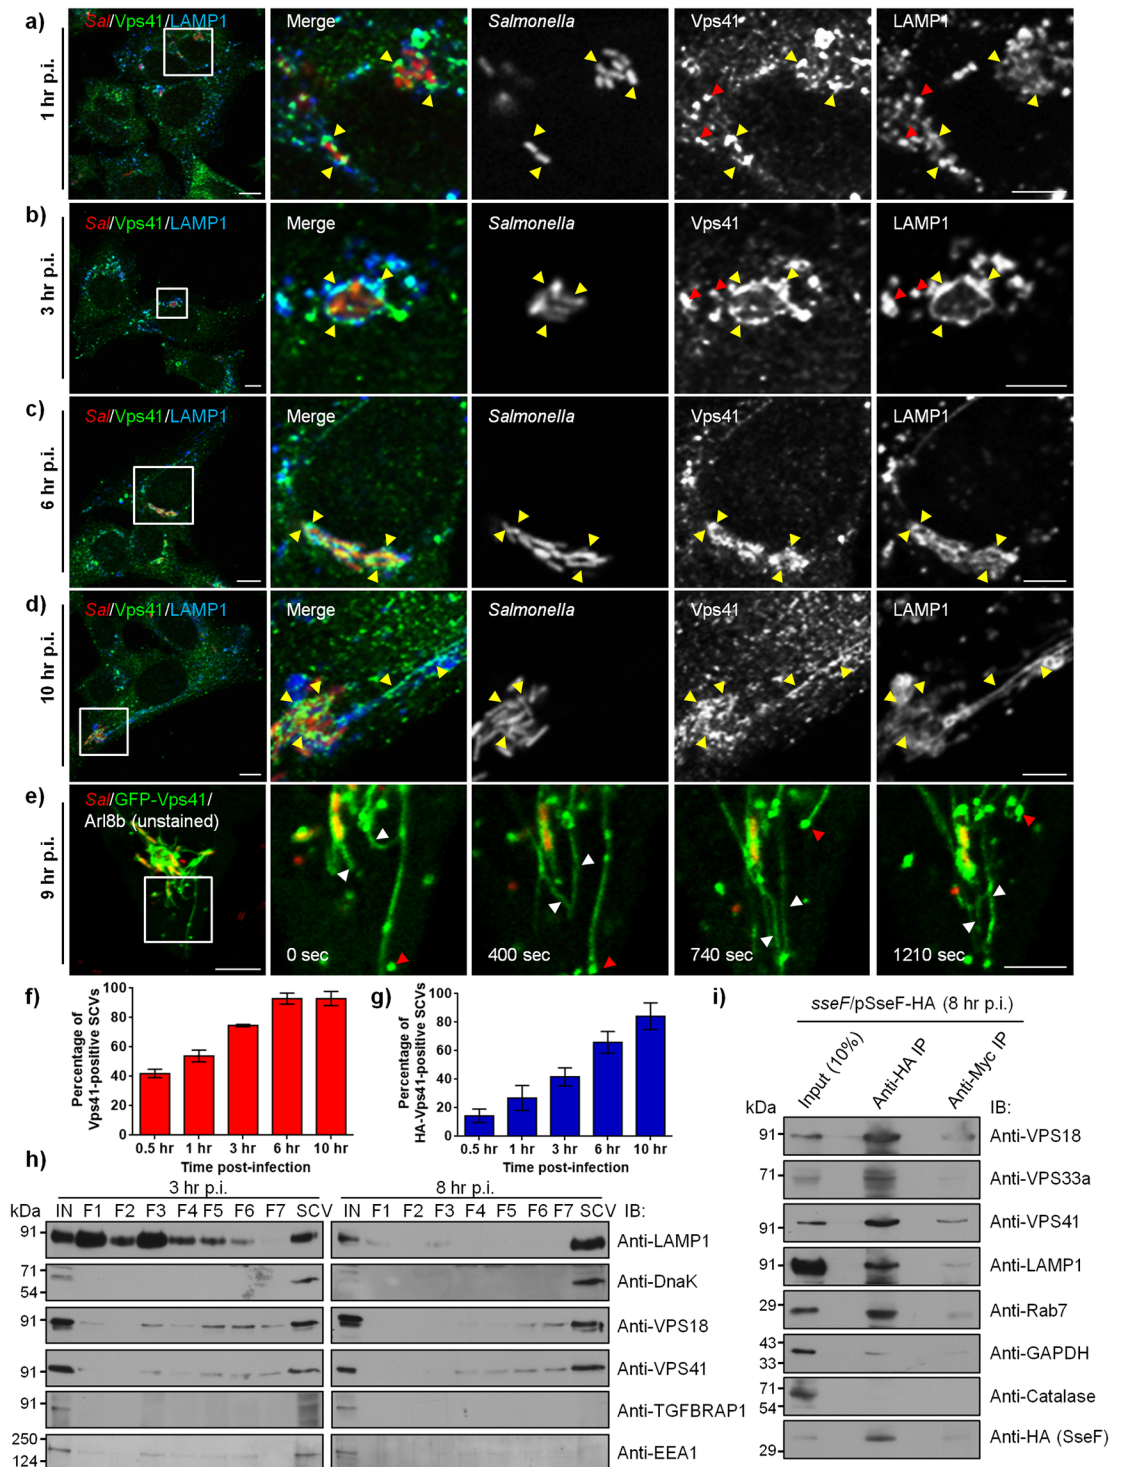 a)
1 hr p.i.
Sal/Vps41/LAMP1
Merge
Salmonella
Vps41
LAMP1
b)
3 hr p.i.
Sal/Vps41/LAMP1
Merge
Salmonella
Vps41
LAMP1
c)
6 hr p.i.
Sal/Vps41/LAMP1
Merge
Salmonella
Vps41
LAMP1
d)
10 hr p.i.
Sal/Vps41/LAMP1
Merge
Salmonella
Vps41
LAMP1
e)
9 hr p.i.
Sal/GFP-Vps41/
Arl8b (unstained)
0 sec
400 sec
740 sec
1210 sec
f)
Percentage of
Vps41-positive SCVs
100
80
60
40
20
0
0.5 hr 1 hr 3 hr 6 hr 10 hr
Time post-infection
g)
Percentage of
HA-Vps41-positive SCVs
100
80
60
40
20
0
0.5 hr 1 hr 3 hr 6 hr 10 hr
Time post-infection
h)
3 hr p.i.
8 hr p.i.
kDa IN F1 F2 F3 F4 F5 F6 F7 SCV IN F1 F2 F3 F4 F5 F6 F7 SCV IB:
91 Anti-LAMP1
71
54
Anti-DnaK
91 Anti-VPS18
91 Anti-VPS41
91 Anti-TGFBRAP1
250
124
Anti-EEA1
i)
sseF/pSseF-HA (8 hr p.i.)
Input (10%)
Anti-HA IP
Anti-Myc IP
kDa IB:
91 Anti-VPS18
71 Anti-VPS33a
91 Anti-VPS41
91 Anti-LAMP1
29 Anti-Rab7
43
33
Anti-GAPDH
71
54
Anti-Catalase
29 Anti-HA (SseF)